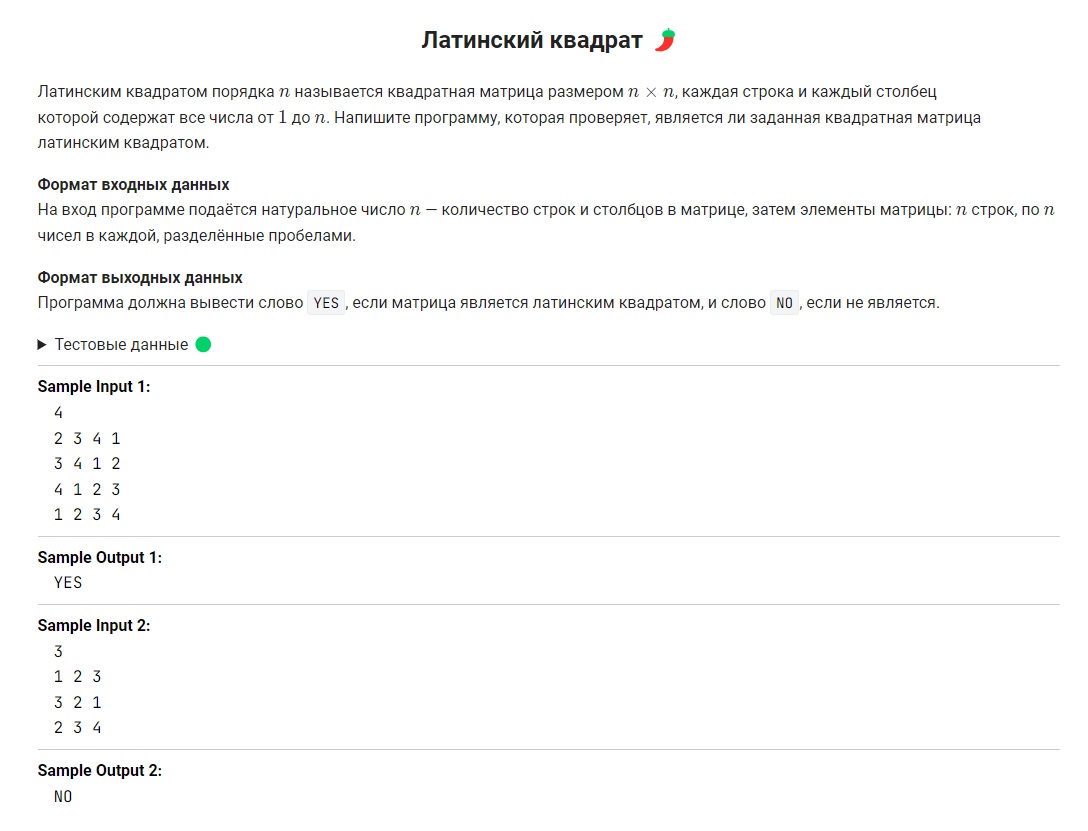 Латинский квадрат
Латинским квадратом порядка n называется квадратная матрица размером n × n, каждая строка и каждый столбец
которой содержат все числа от 1 до n. Напишите программу, которая проверяет, является ли заданная квадратная матрица
латинским квадратом.
Формат входных данных
На вход программе подаётся натуральное число n — количество строк и столбцов в матрице, затем элементы матрицы: n строк, по n
чисел в каждой, разделённые пробелами.
Формат выходных данных
Программа должна вывести слово YES, если матрица является латинским квадратом, и слово NO, если не является.
Тестовые данные
Sample Input 1:
4
2 3 4 1
3 4 1 2
4 1 2 3
1 2 3 4
Sample Output 1:
YES
Sample Input 2:
3
1 2 3
3 2 1
2 3 4
Sample Output 2:
NO